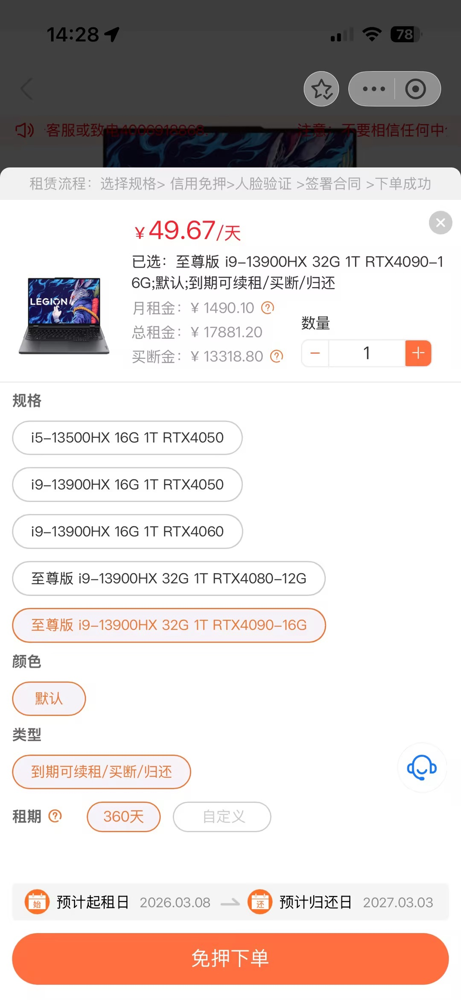 14:28
78
·客服或致电4006918868.
注意：不要相信任何中
租赁流程：选择规格> 信用免押>人脸验证 >签署合同 >下单成功
¥49.67/天
已选：至尊版 i9-13900HX 32G 1T RTX4090-1
6G;默认;到期可续租/买断/归还
LEGION
月租金：¥ 1490.10
总租金：¥ 17881.20
买断金：¥ 13318.80
数量
1
规格
i5-13500HX 16G 1T RTX4050
i9-13900HX 16G 1T RTX4050
i9-13900HX 16G 1T RTX4060
至尊版 i9-13900HX 32G 1T RTX4080-12G
至尊版 i9-13900HX 32G 1T RTX4090-16G
颜色
默认
类型
到期可续租/买断/归还
租期 360天 自定义
始 预计起租日 2026.03.08 还 预计归还日 2027.03.03
免押下单